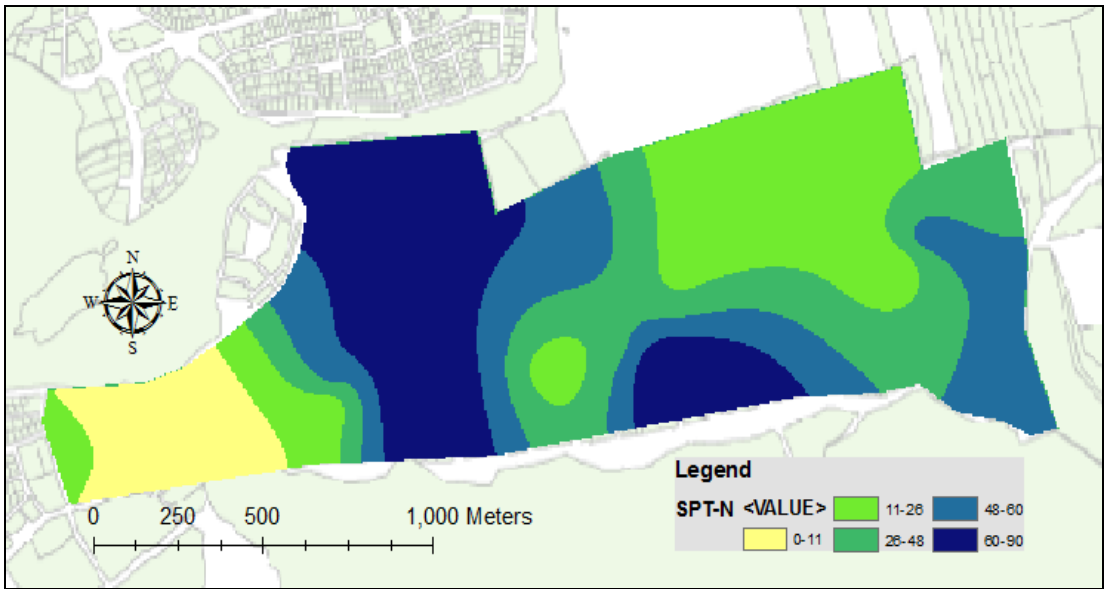 N
W E
S
0 250 500 1,000 Meters
Legend
SPT-N <VALUE> 11-26 48-60
0-11 26-48 60-90